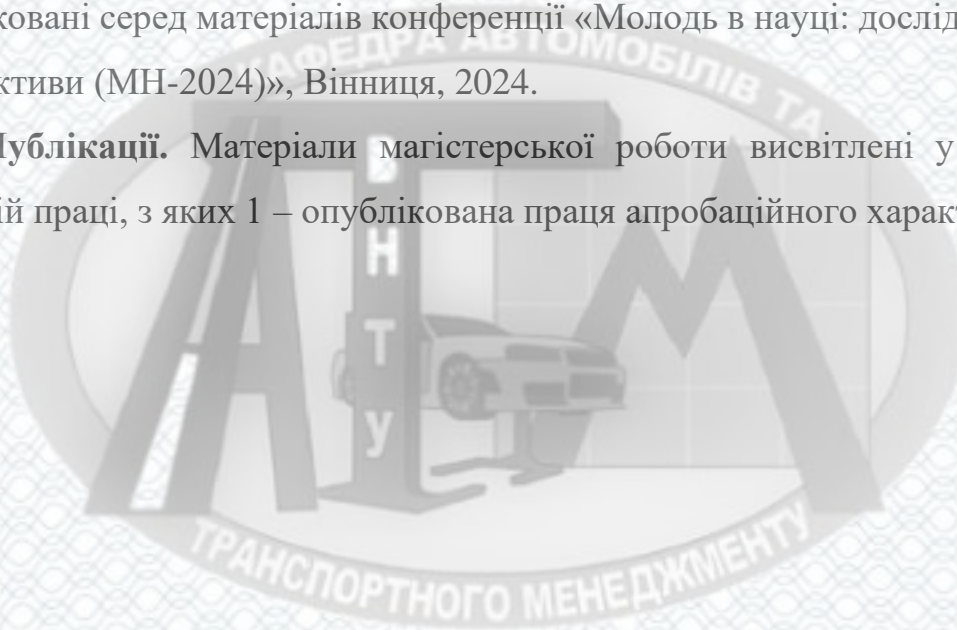 ковані серед матеріалів конференції «Молодь в науці: дослід
ктиви (МН-2024)», Вінниця, 2024.
Публікації. Матеріали магістерської роботи висвітлені у
ій праці, з яких 1 – опублікована праця апробаційного харак
КАФЕДРА АВТОМОБІЛІВ ТА
ВНТУ
АТМ
ТРАНСПОРТНОГО МЕНЕДЖМЕНТУ